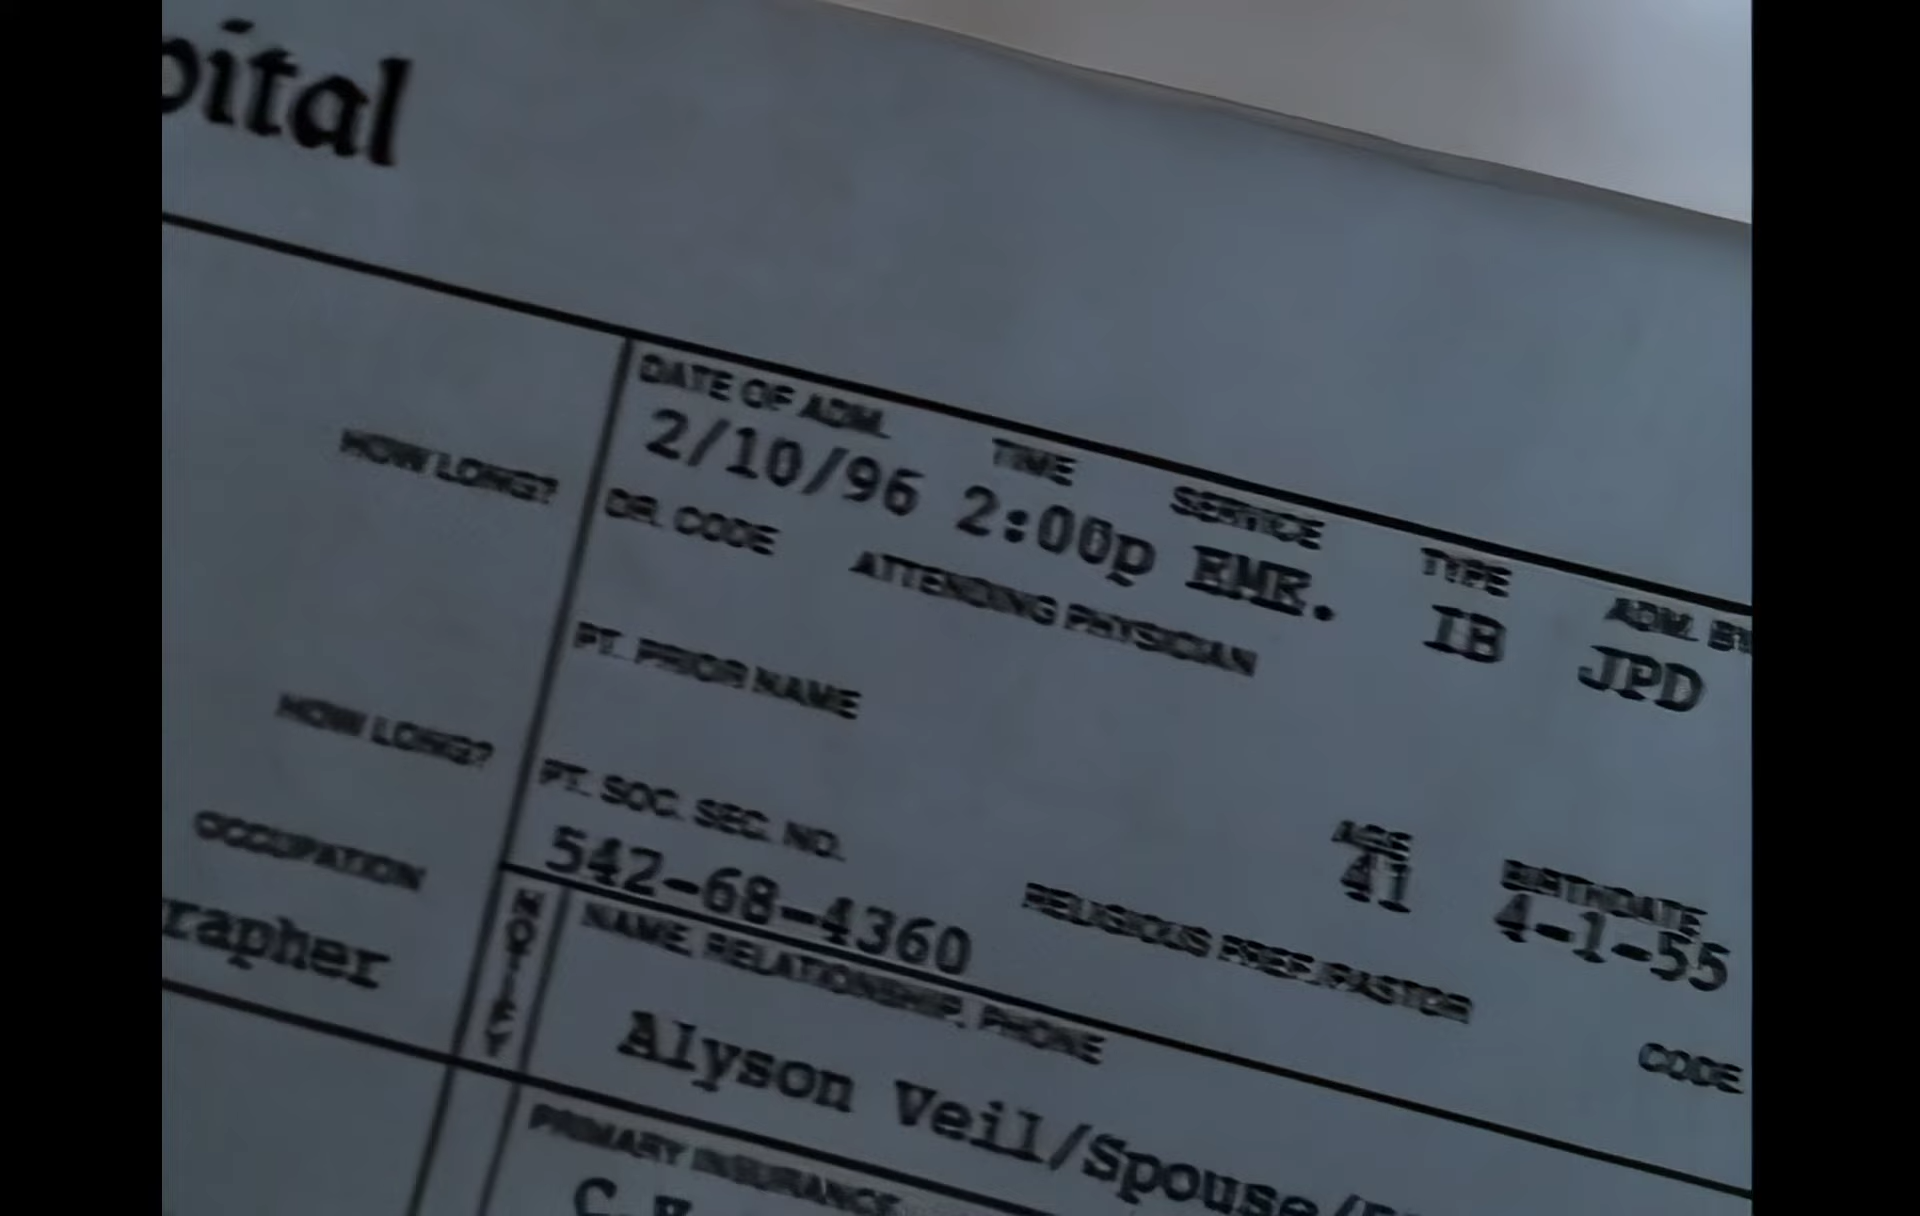 pital
DATE OF ADM. TIME SERVICE TYPE ADM. BY
2/10/96 2:00p EMR. IB JPD
HOW LONG?
DR. CODE ATTENDING PHYSICIAN
PT. PRIOR NAME
HOW LONG?
PT. SOC. SEC. NO. AGE BIRTHDATE
542-68-4360 41 4-1-55
OCCUPATION
rapher
RELIGIOUS PREF./PASTOR CODE
NOTIFY
NAME, RELATIONSHIP, PHONE
Alyson Veil/Spouse/
PRIMARY INSURANCE